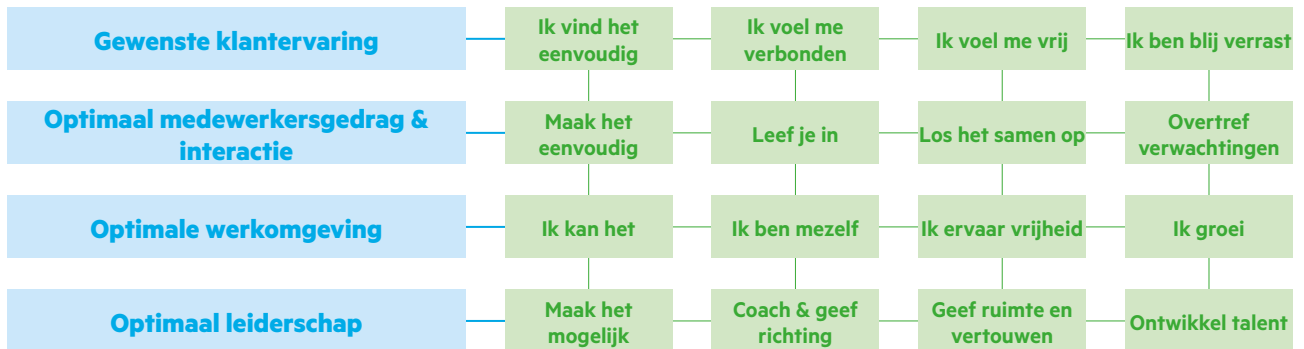 Gewenste klantervaring
Ik vind het
eenvoudig
Ik voel me
verbonden
Ik voel me vrij
Ik ben blij verrast
Optimaal medewerkersgedrag &
interactie
Maak het
eenvoudig
Leef je in
Los het samen op
Overtref
verwachtingen
Optimale werkomgeving
Ik kan het
Ik ben mezelf
Ik ervaar vrijheid
Ik groei
Optimaal leiderschap
Maak het
mogelijk
Coach & geef
richting
Geef ruimte en
vertouwen
Ontwikkel talent